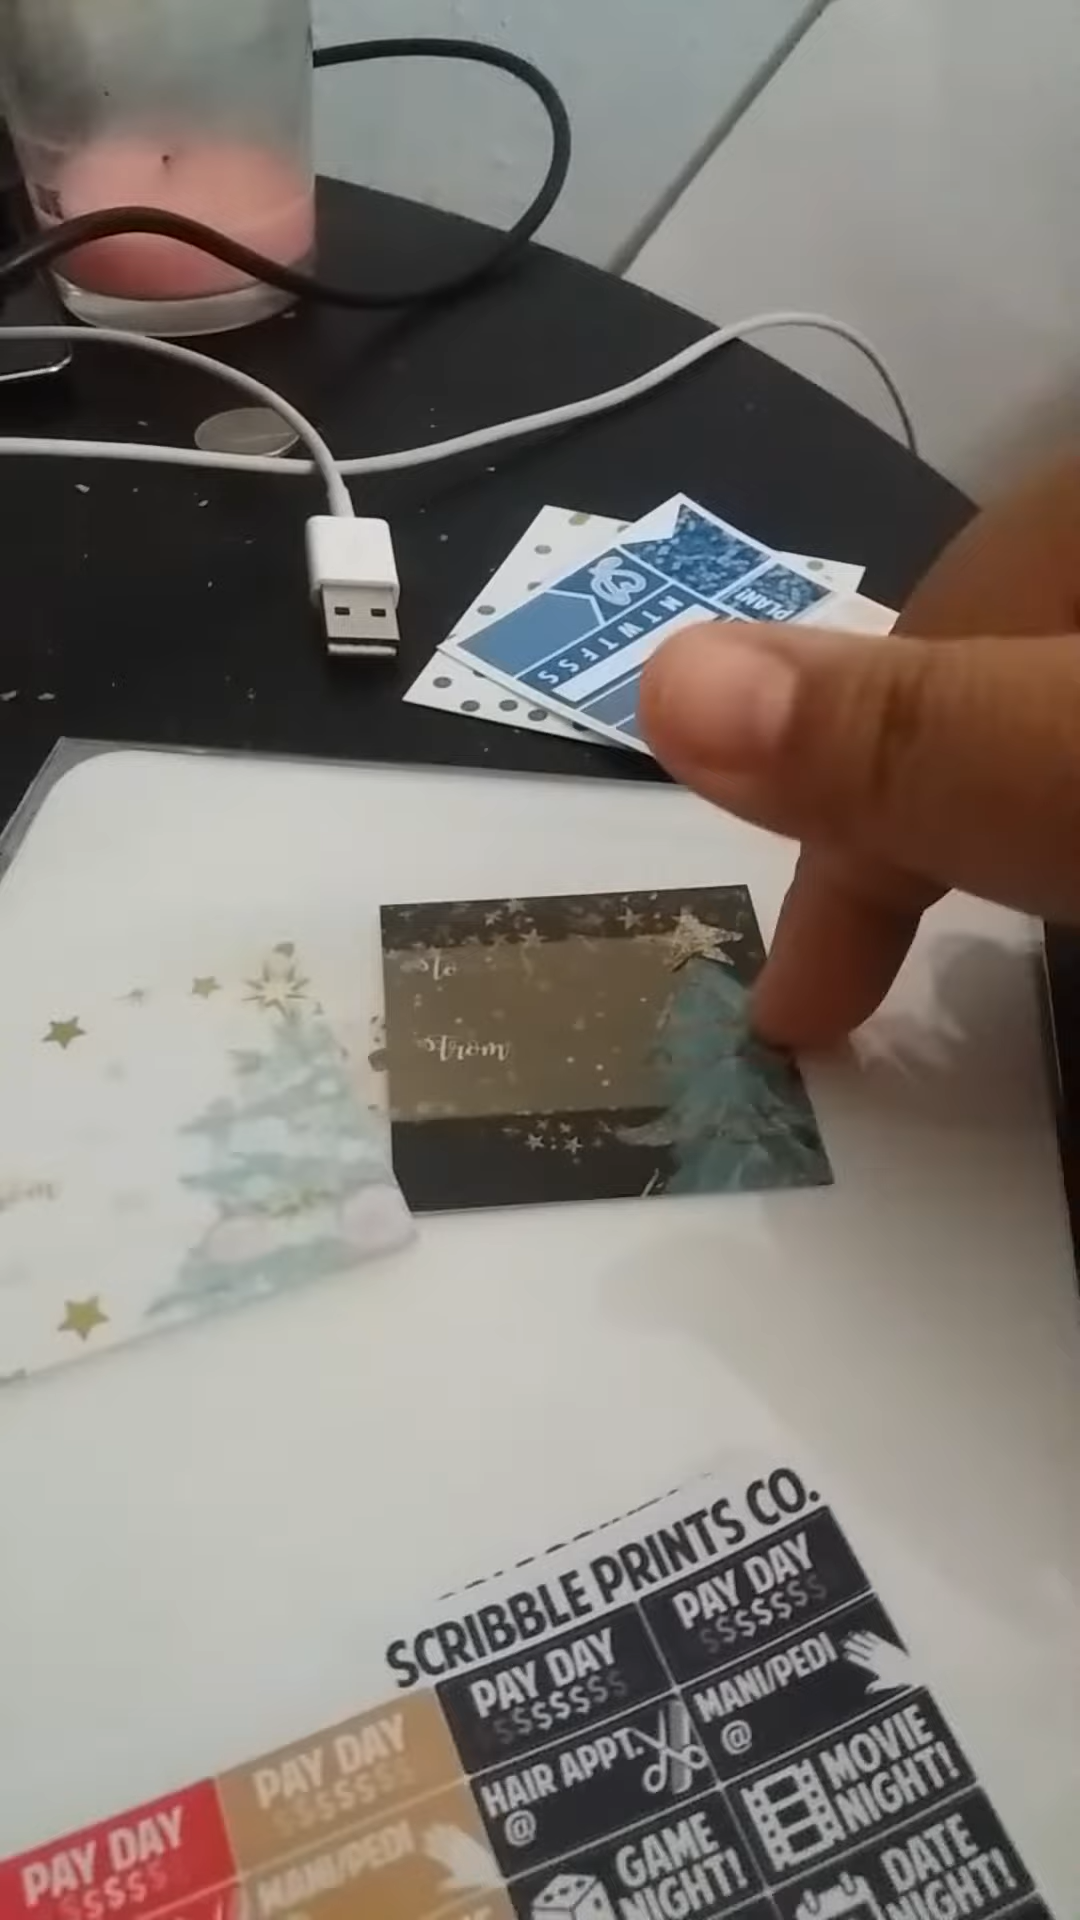 PLAN!
M T W T F S S
to:
from:
SCRIBBLE PRINTS CO.
PAY DAY
$$$$$$$
PAY DAY
$$$$$$$
PAY DAY
$$$$$$$
PAY DAY
$$$$$
MANI/PEDI
@
HAIR APPT.
@
MANI/PEDI
MOVIE
NIGHT!
GAME
NIGHT!
DATE
NIGHT!